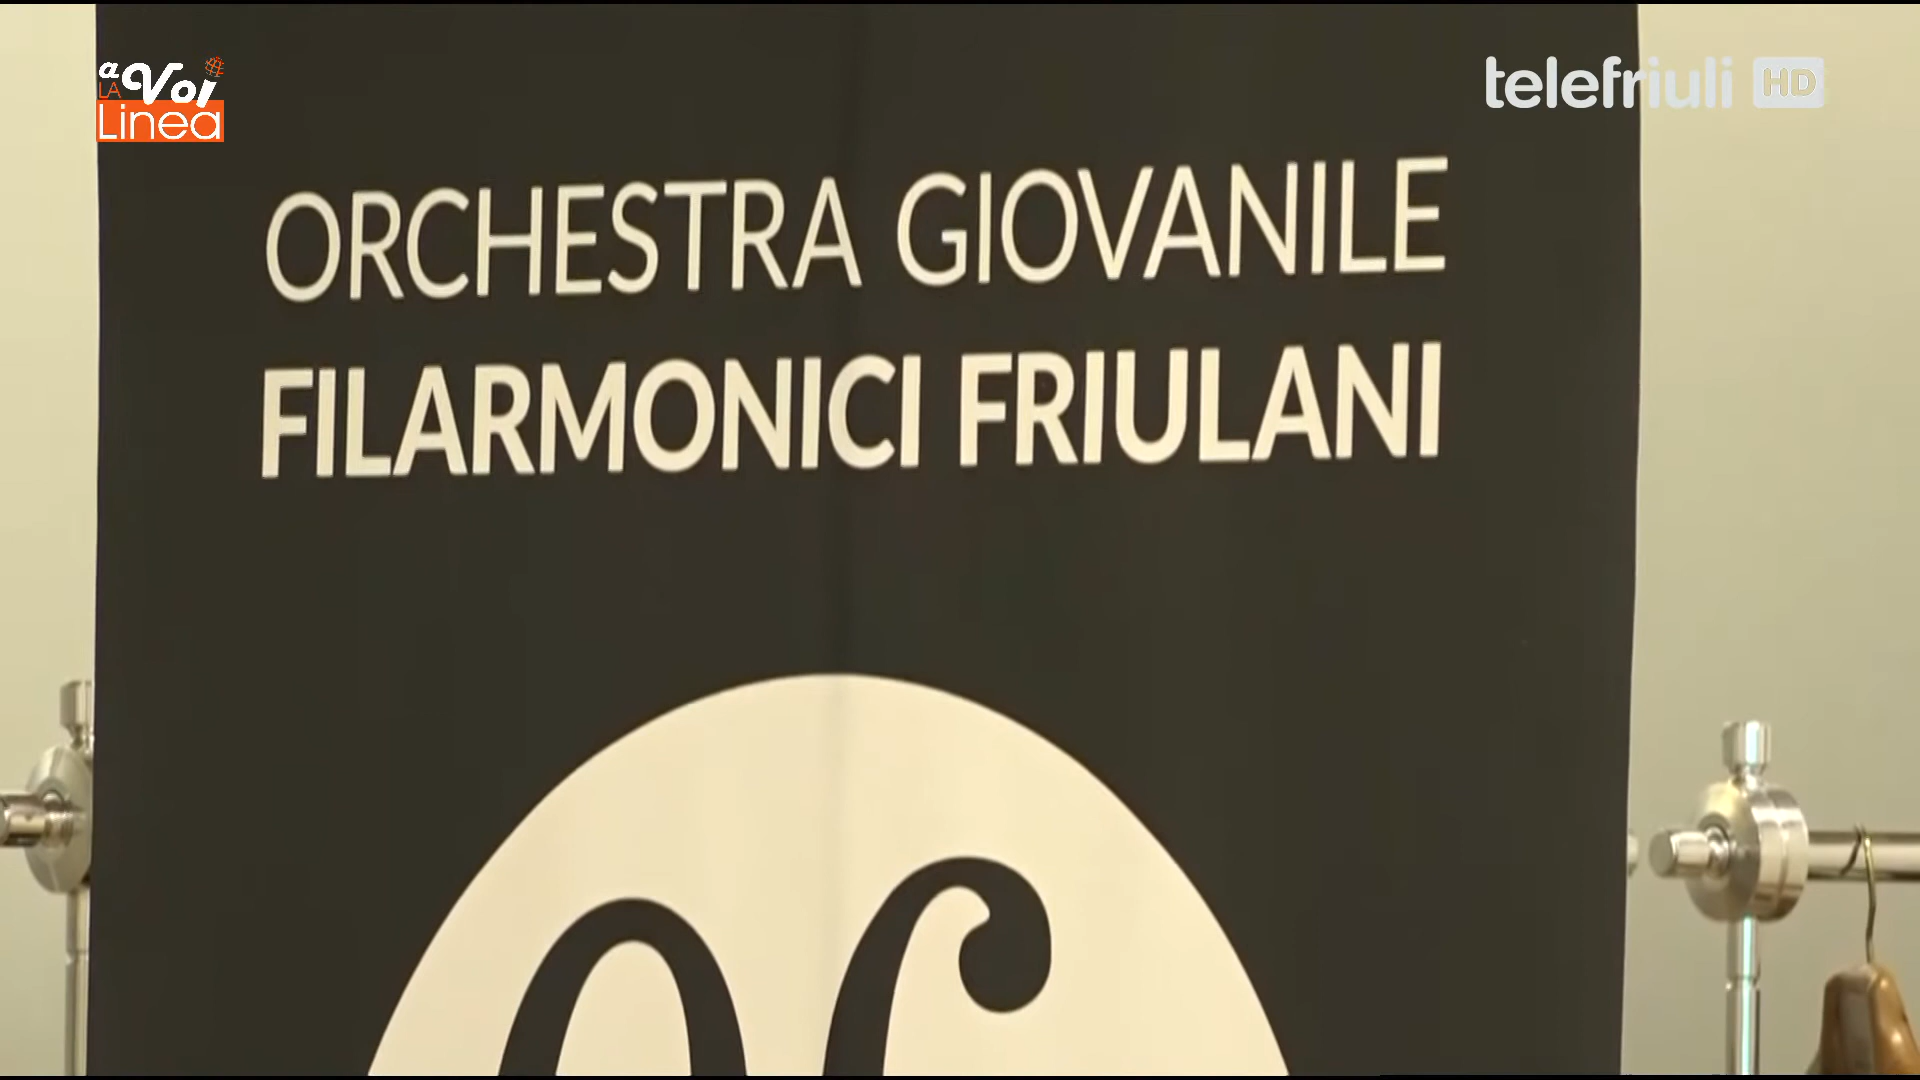 a Voi
LA
Linea
telefriuli HD
ORCHESTRA GIOVANILE
FILARMONICI FRIULANI